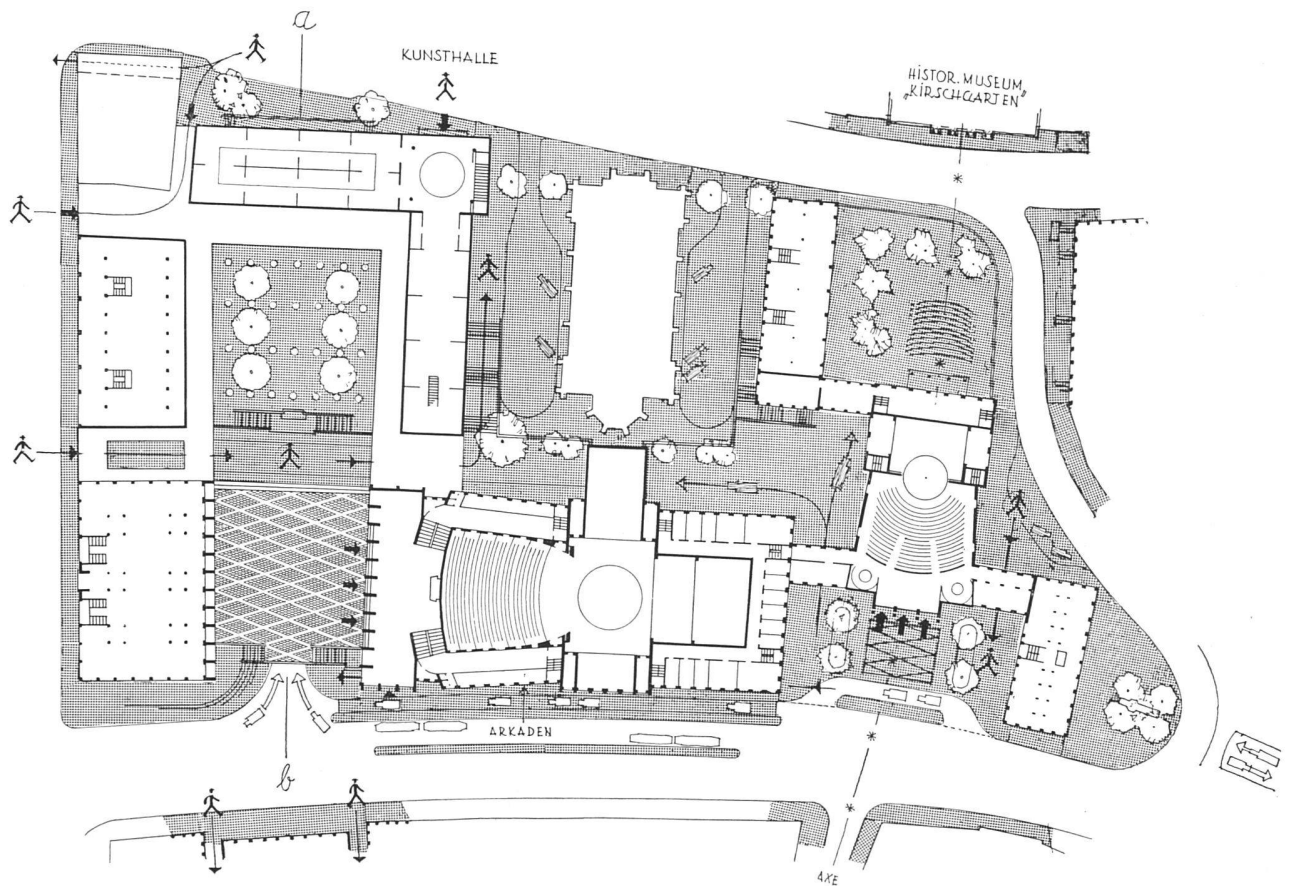 a
KUNSTHALLE
HISTOR. MUSEUM
„KIRSCHGARTEN”
ARKADEN
b
AXE